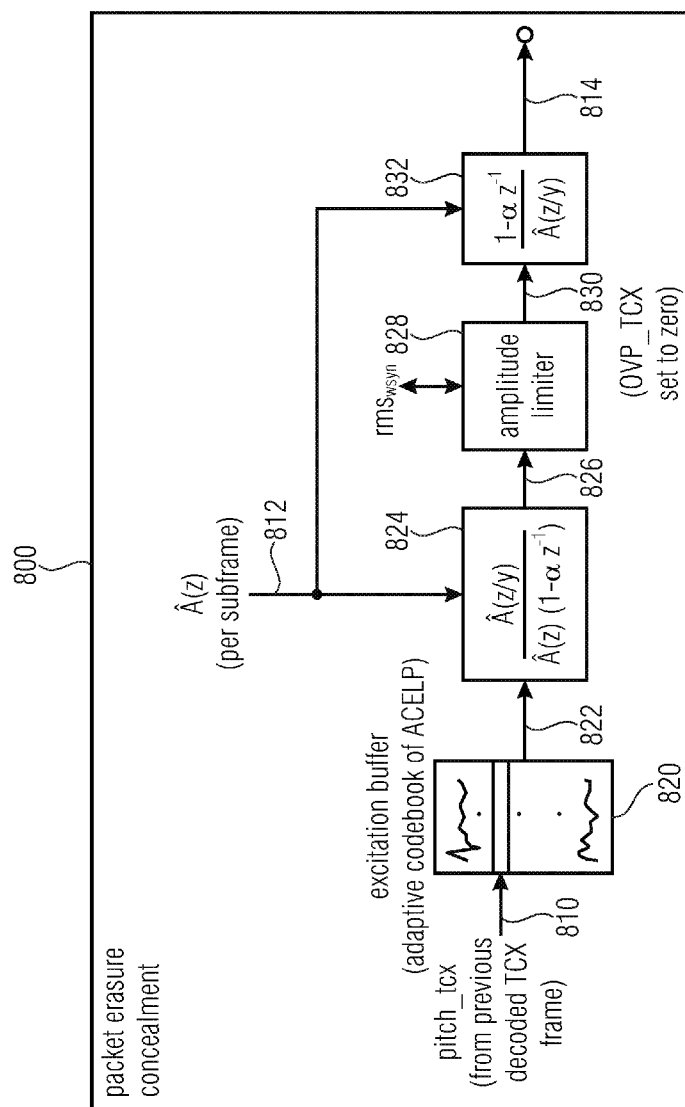 800
packet erasure
concealment
Â(z)
(per subframe)
812
excitation buffer
(adaptive codebook of ACELP)
pitch_tcx
(from previous
decoded TCX
frame)
810
820
822
824
Â(z/y)
Â(z) (1-α z⁻¹)
826
rms_wsyn
828
amplitude
limiter
830
(OVP_TCX
set to zero)
832
1-α z⁻¹
Â(z/y)
814